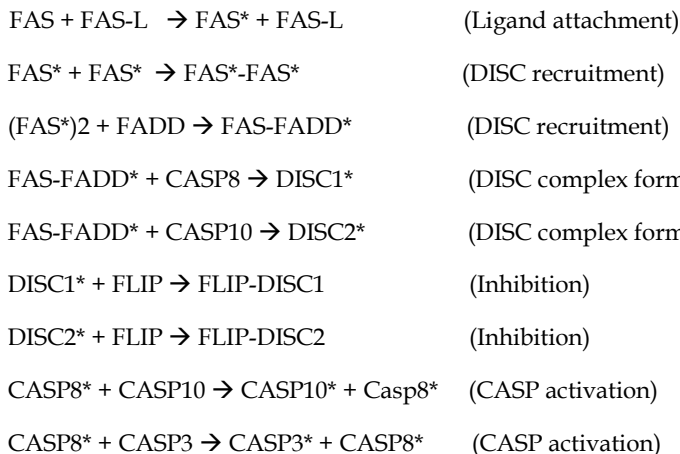 FAS + FAS-L → FAS* + FAS-L (Ligand attachment)
FAS* + FAS* → FAS*-FAS* (DISC recruitment)
(FAS*)2 + FADD → FAS-FADD* (DISC recruitment)
FAS-FADD* + CASP8 → DISC1* (DISC complex form
FAS-FADD* + CASP10 → DISC2* (DISC complex form
DISC1* + FLIP → FLIP-DISC1 (Inhibition)
DISC2* + FLIP → FLIP-DISC2 (Inhibition)
CASP8* + CASP10 → CASP10* + Casp8* (CASP activation)
CASP8* + CASP3 → CASP3* + CASP8* (CASP activation)